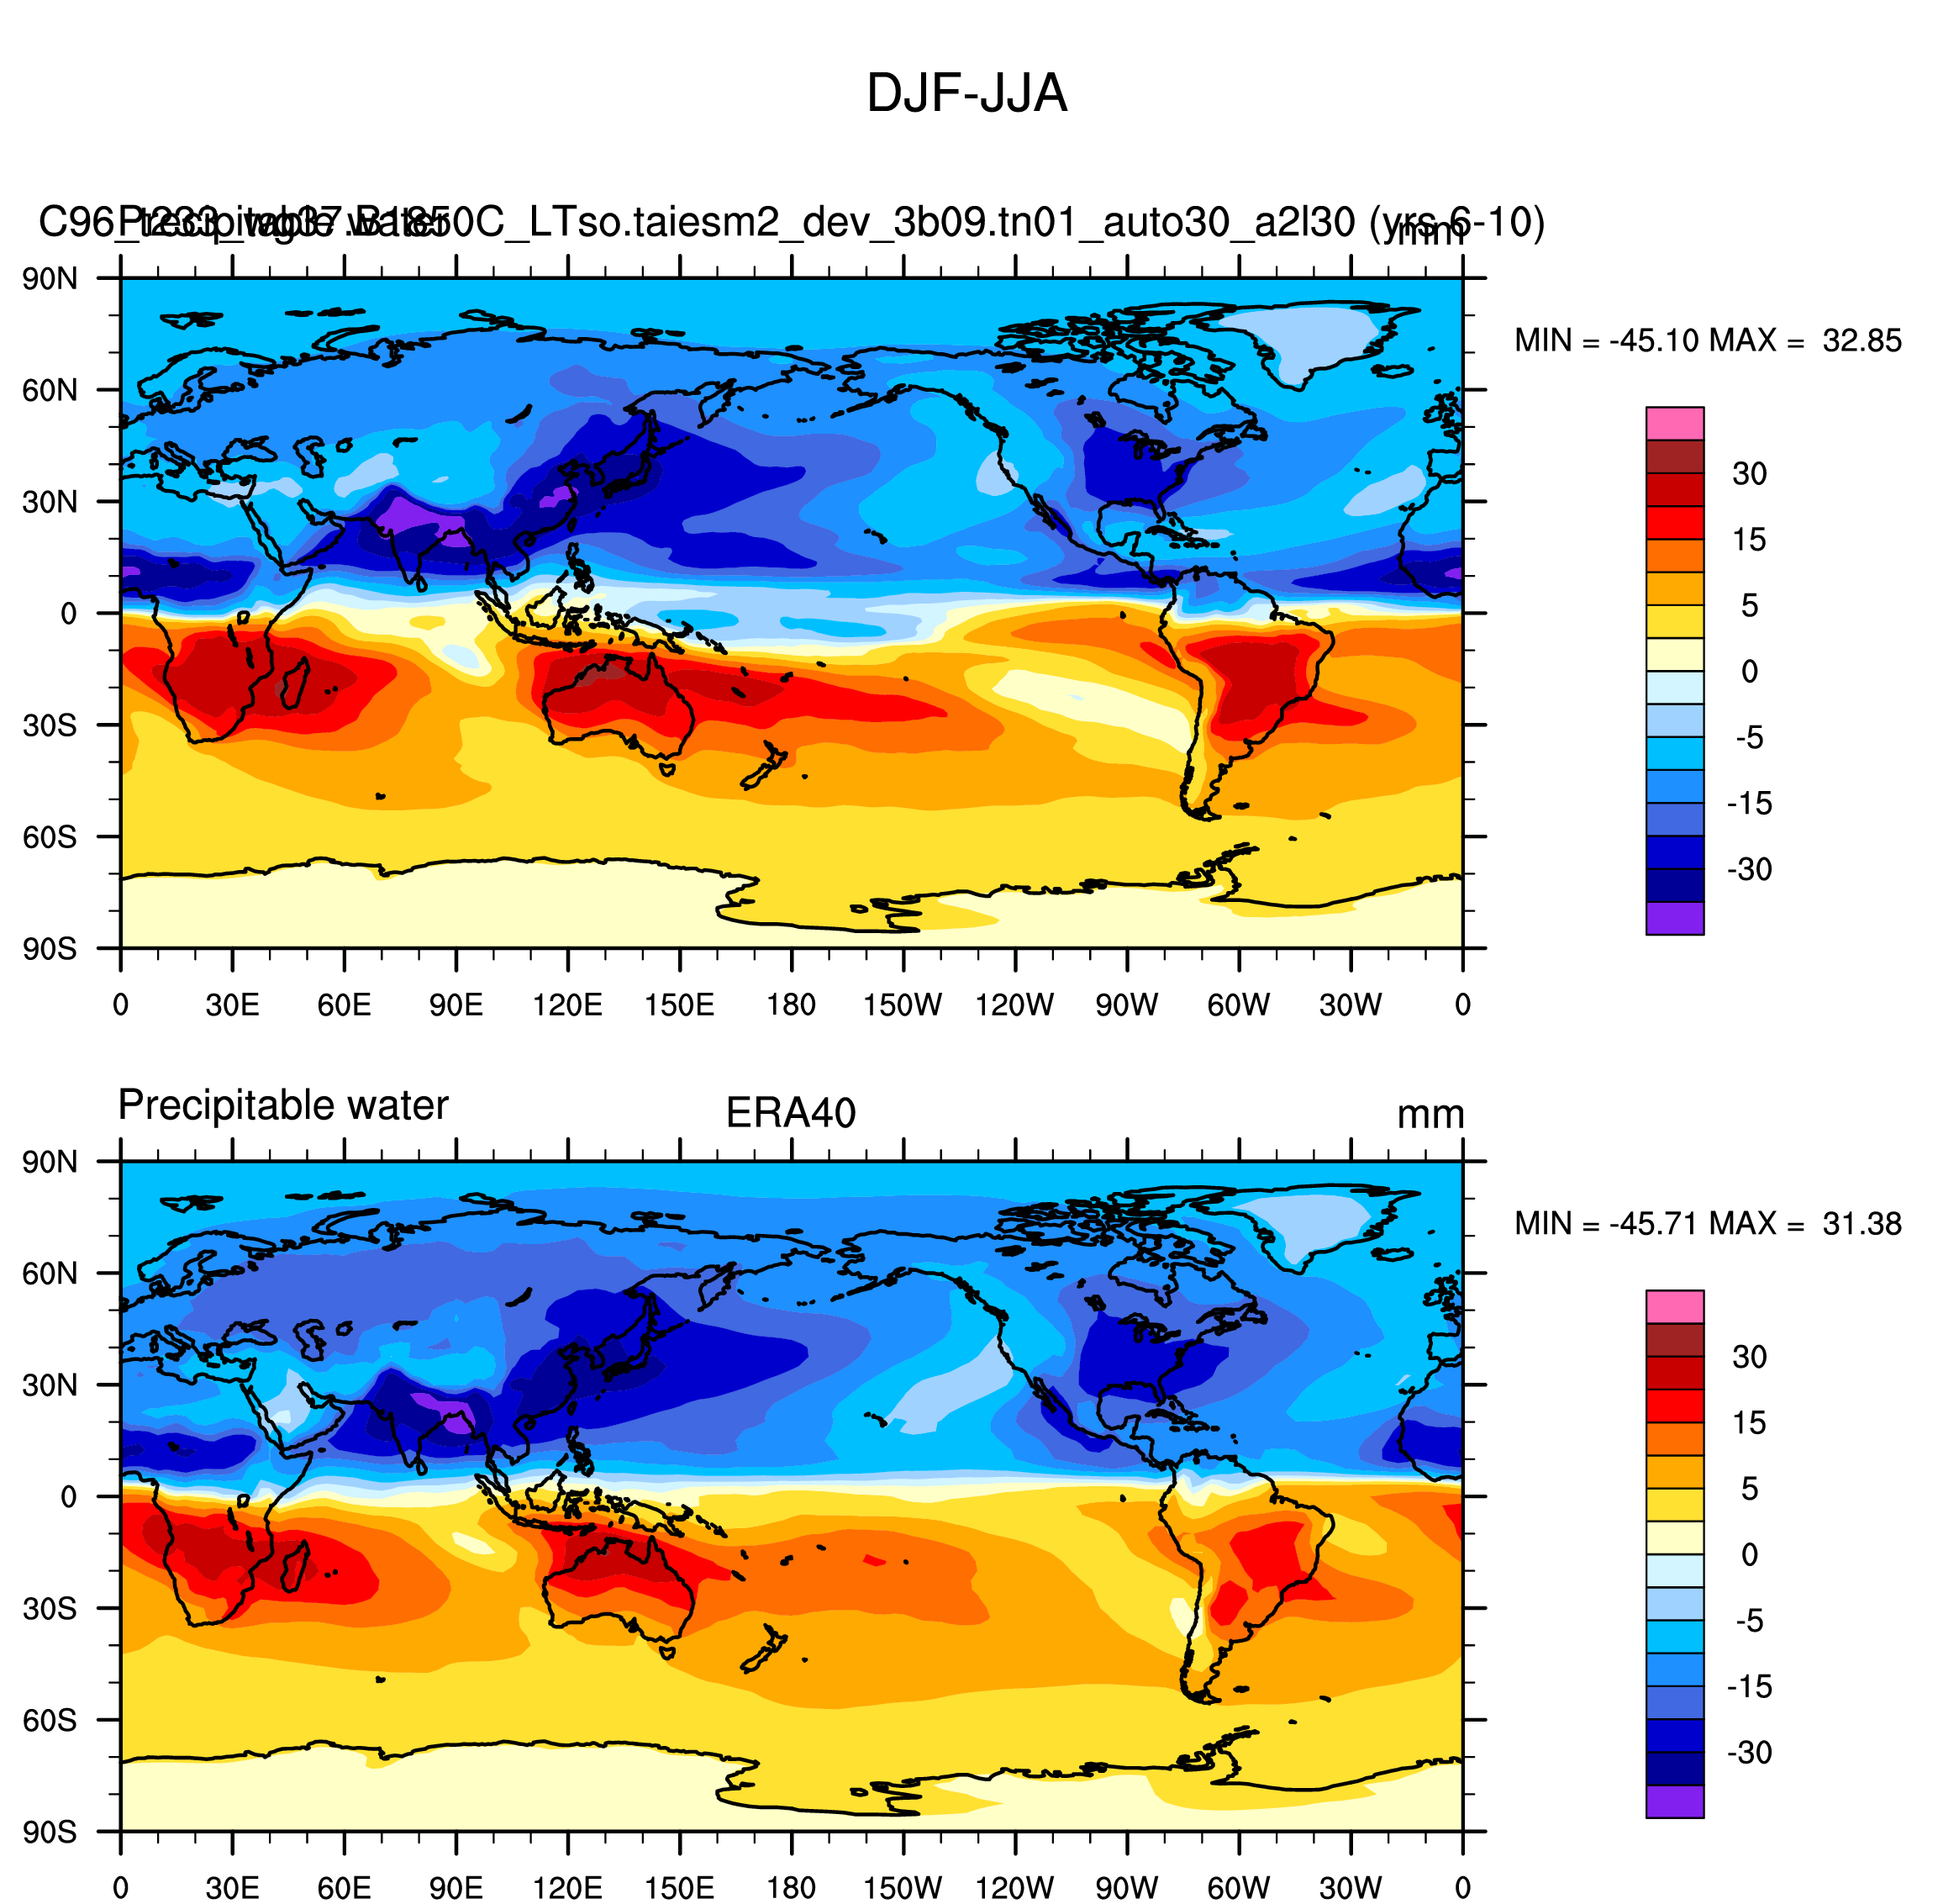 DJF-JJA
C96_t233_wg37.B1850C_LTso.taiesm2_dev_3b09.tn01_auto30_a2l30 (yrs 6-10)
Precipitable water
mm
MIN = -45.10 MAX = 32.85
90N
60N
30N
0
30S
60S
90S
0 30E 60E 90E 120E 150E 180 150W 120W 90W 60W 30W 0
30
15
5
0
-5
-15
-30
Precipitable water ERA40 mm
MIN = -45.71 MAX = 31.38
90N
60N
30N
0
30S
60S
90S
0 30E 60E 90E 120E 150E 180 150W 120W 90W 60W 30W 0
30
15
5
0
-5
-15
-30